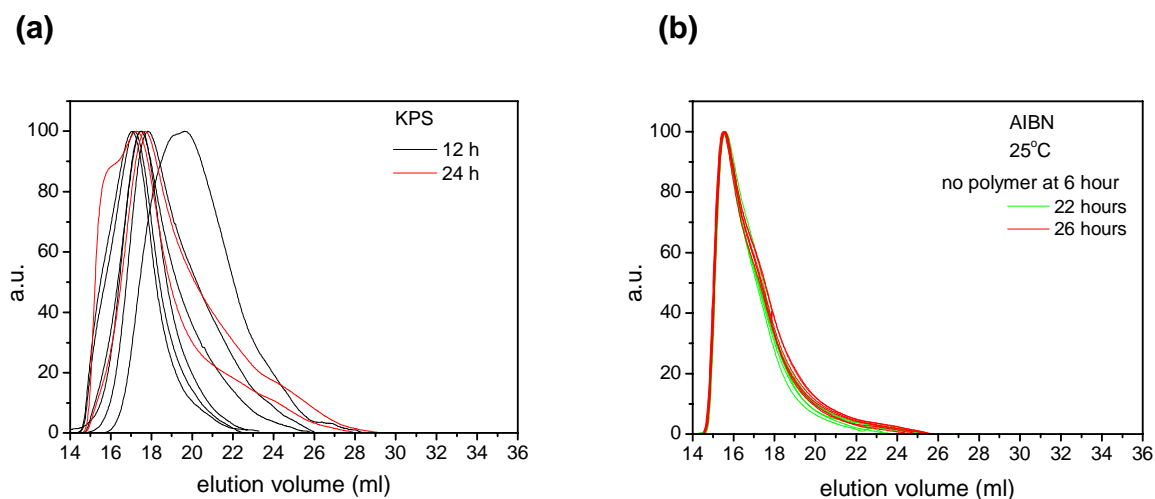 (a)
KPS
12 h
24 h
100
80
60
40
20
0
a.u.
14 16 18 20 22 24 26 28 30 32 34 36
elution volume (ml)
(b)
AIBN
25°C
no polymer at 6 hour
22 hours
26 hours
100
80
60
40
20
0
a.u.
14 16 18 20 22 24 26 28 30 32 34 36
elution volume (ml)